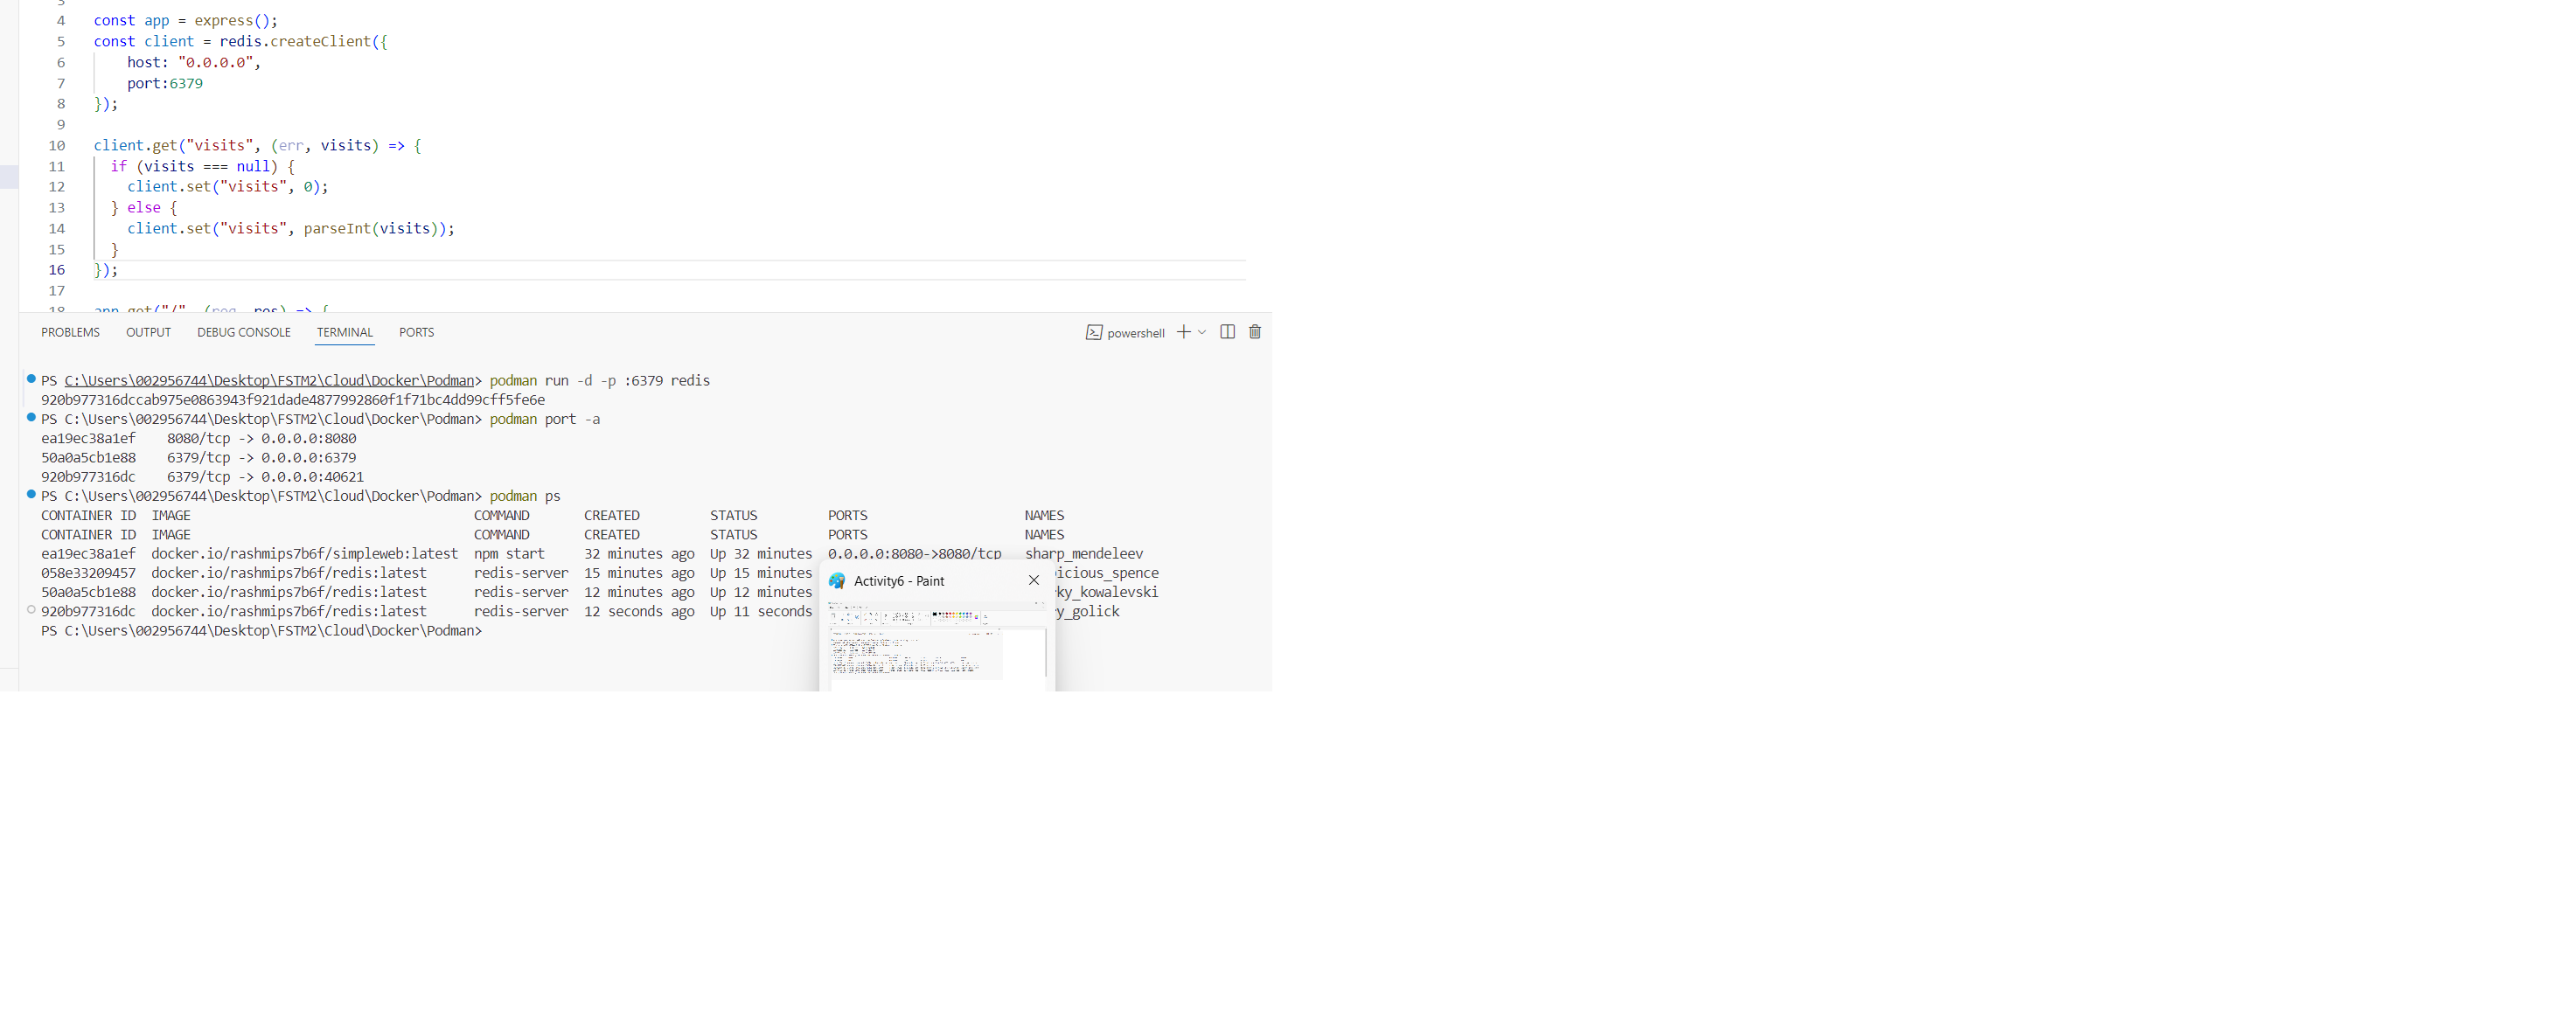 3
4 const app = express();
5 const client = redis.createClient({
6 host: "0.0.0.0",
7 port:6379
8 });
9
10 client.get("visits", (err, visits) => {
11 if (visits === null) {
12 client.set("visits", 0);
13 } else {
14 client.set("visits", parseInt(visits));
15 }
16 });
17
18 app.get("/", (req, res) => {
PROBLEMS OUTPUT DEBUG CONSOLE TERMINAL PORTS powershell
PS C:\Users\002956744\Desktop\FSTM2\Cloud\Docker\Podman> podman run -d -p :6379 redis
920b977316dccab975e0863943f921dade4877992860f1f71bc4dd99cff5fe6e
PS C:\Users\002956744\Desktop\FSTM2\Cloud\Docker\Podman> podman port -a
ea19ec38a1ef 8080/tcp -> 0.0.0.0:8080
50a0a5cb1e88 6379/tcp -> 0.0.0.0:6379
920b977316dc 6379/tcp -> 0.0.0.0:40621
PS C:\Users\002956744\Desktop\FSTM2\Cloud\Docker\Podman> podman ps
CONTAINER ID IMAGE COMMAND CREATED STATUS PORTS NAMES
CONTAINER ID IMAGE COMMAND CREATED STATUS PORTS NAMES
ea19ec38a1ef docker.io/rashmips7b6f/simpleweb:latest npm start 32 minutes ago Up 32 minutes 0.0.0.0:8080->8080/tcp sharp_mendeleev
058e33209457 docker.io/rashmips7b6f/redis:latest redis-server 15 minutes ago Up 15 minutes picious_spence
50a0a5cb1e88 docker.io/rashmips7b6f/redis:latest redis-server 12 minutes ago Up 12 minutes ky_kowalevski
920b977316dc docker.io/rashmips7b6f/redis:latest redis-server 12 seconds ago Up 11 seconds y_golick
PS C:\Users\002956744\Desktop\FSTM2\Cloud\Docker\Podman>
Activity6 - Paint